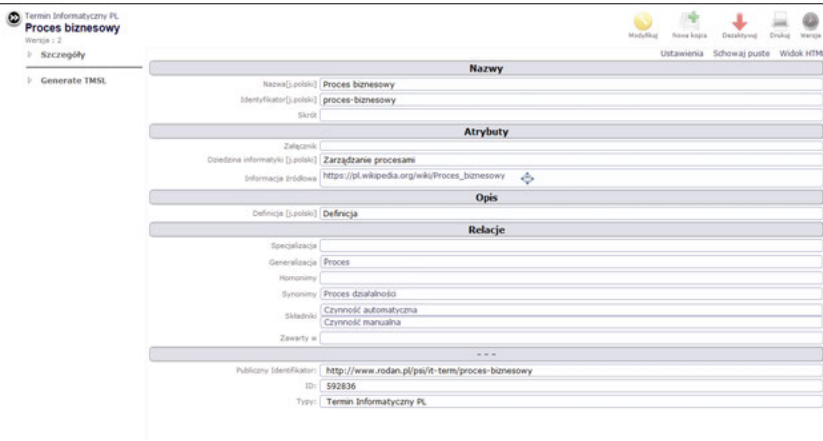 Termin Informatyczny PL
Proces biznesowy
Wersja : 2
Modyfikuj Nowa kopia Dezaktywuj Drukuj Wersje
Szczegóły
Ustawienia Schowaj puste Widok HTM
Generate TMSL
Nazwy
Nazwa[j.polski] Proces biznesowy
Identyfikator[j.polski] proces-biznesowy
Skrót
Atrybuty
Załącznik
Dziedzina informatyki [j.polski] Zarządzanie procesami
Informacja źródłowa https://pl.wikipedia.org/wiki/Proces_biznesowy
Opis
Definicja [j.polski] Definicja
Relacje
Specjalizacja
Generalizacja Proces
Homonimy
Synonimy Proces działalności
Składniki Czynność automatyczna
Czynność manualna
Zawarty w
- - -
Publiczny Identifikator: http://www.rodan.pl/psi/it-term/proces-biznesowy
ID: 592836
Typy: Termin Informatyczny PL